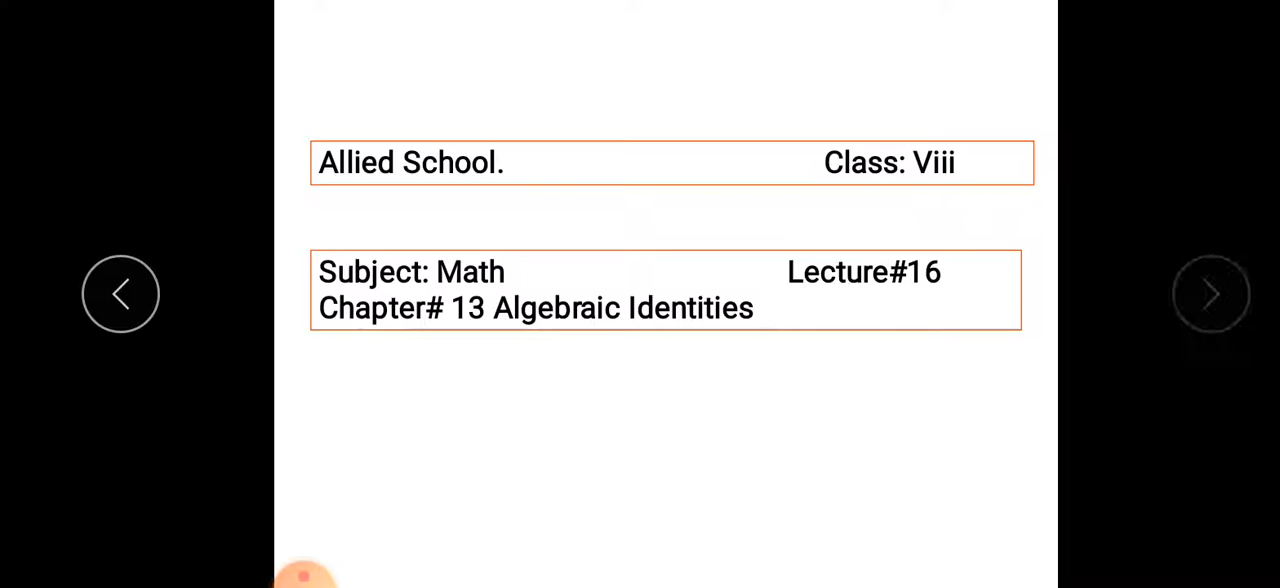 Allied School. Class: Viii
Subject: Math Lecture#16
Chapter# 13 Algebraic Identities